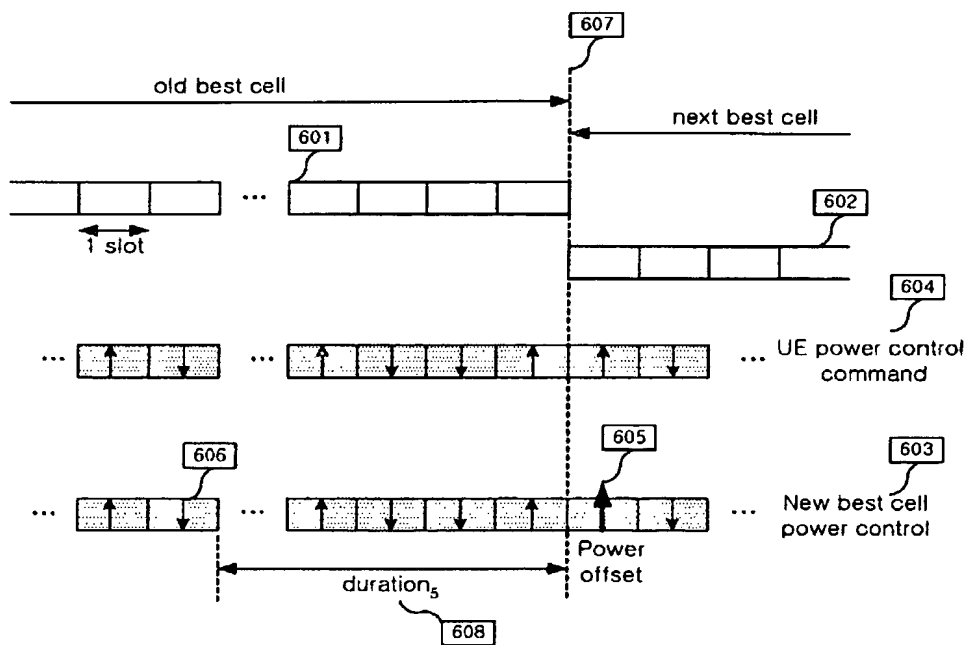 607
old best cell
next best cell
601
...
602
1 slot
604
...
...
...
UE power control
command
606
605
603
...
...
...
New best cell
power control
Power
offset
duration5
608